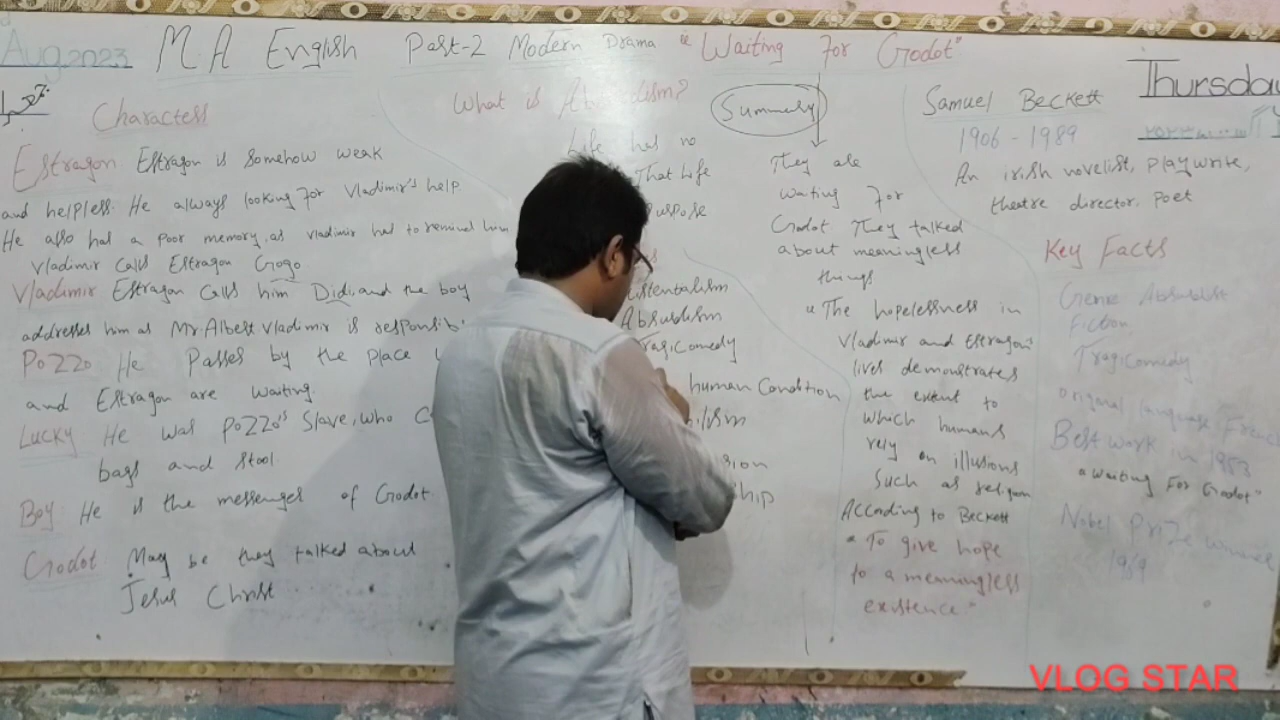 Aug 2023
M A English Part-2 Modern Drama "Waiting For Godot"
Thursday
Characters
Estragon Estragon is somehow weak
and helpless. He always looking for Vladimir's help
He also has a poor memory, as Vladimir has to remind him
Vladimir calls Estragon Gogo
Vladimir Estragon calls him Didi, and the boy
addresses him as Mr. Albert Vladimir is responsib
Pozzo He Passes by the place
and Estragon are waiting.
Lucky He was Pozzo's Slave, who
bags and stool
Boy He is the messenger of Godot
Godot May be they talked about
Jesus Christ
What is
Life has no
That Life
purpose
istentalism
Absurdism
Tragicomedy
human Condition
Summery
They are
waiting for
Godot They talked
about meaningless
things
"The hopelessness in
Vladimir and Estragon's
lives demonstrates
the extent to
which humans
rely on illusions
Such as religion
According to Beckett
"To give hope
to a meaningless
existence"
Samuel Beckett
1906 - 1989
An irish novelist, playwrite,
theatre director, poet
Key Facts
Genre Absurdist
Fiction,
Tragicomedy
original language, French
Best work in 1953
"Waiting For Godot"
Nobel Prize winner
1969
VLOG STAR